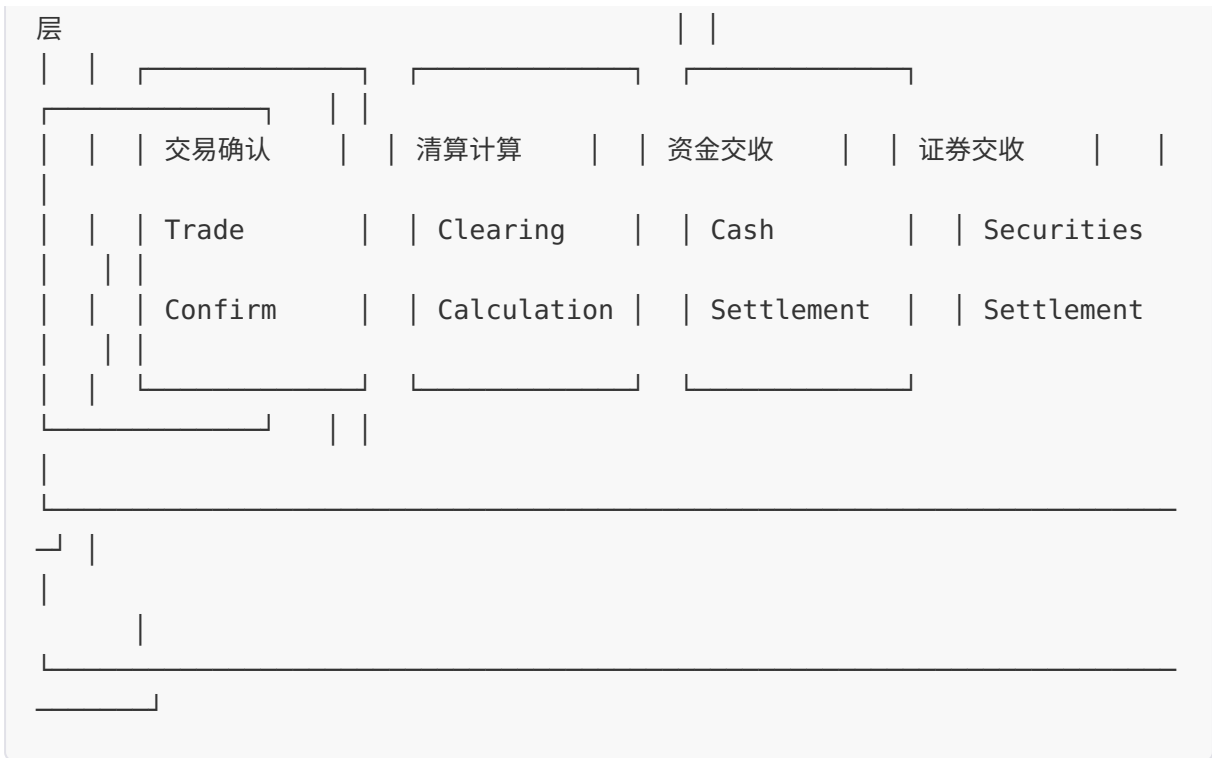 层
交易确认 清算计算 资金交收 证券交收
Trade Clearing Cash Securities
Confirm Calculation Settlement Settlement